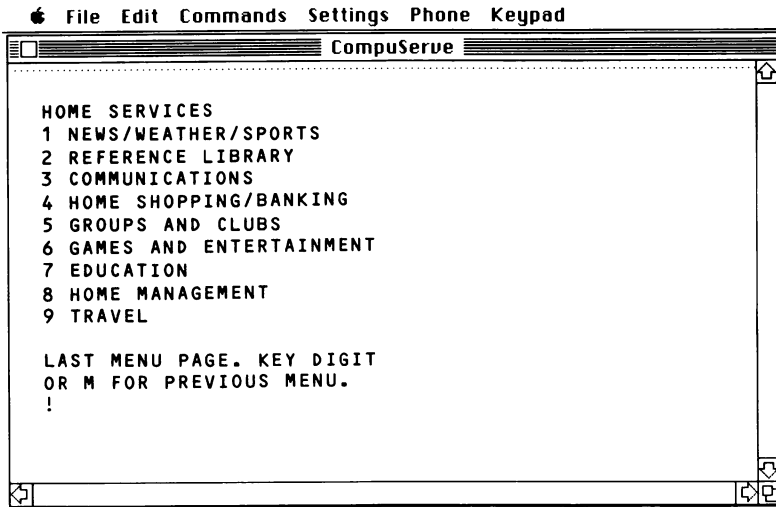 File Edit Commands Settings Phone Keypad
CompuServe
HOME SERVICES
1 NEWS/WEATHER/SPORTS
2 REFERENCE LIBRARY
3 COMMUNICATIONS
4 HOME SHOPPING/BANKING
5 GROUPS AND CLUBS
6 GAMES AND ENTERTAINMENT
7 EDUCATION
8 HOME MANAGEMENT
9 TRAVEL
LAST MENU PAGE. KEY DIGIT
OR M FOR PREVIOUS MENU.
!